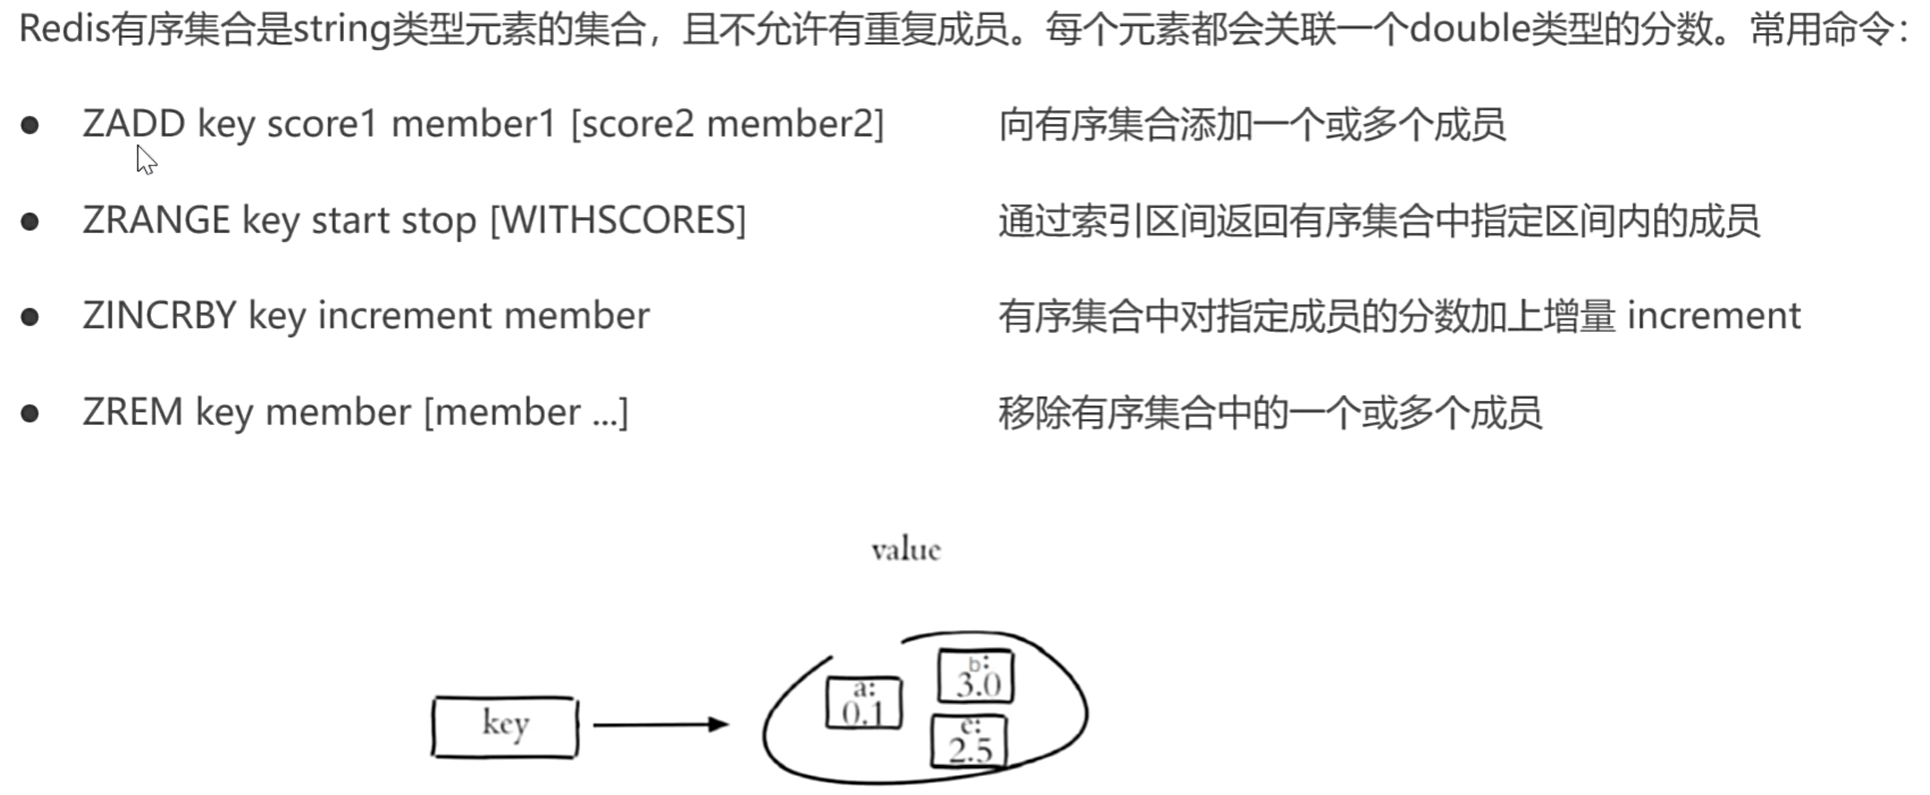 Redis有序集合是string类型元素的集合，且不允许有重复成员。每个元素都会关联一个double类型的分数。常用命令：
● ZADD key score1 member1 [score2 member2] 向有序集合添加一个或多个成员
● ZRANGE key start stop [WITHSCORES] 通过索引区间返回有序集合中指定区间内的成员
● ZINCRBY key increment member 有序集合中对指定成员的分数加上增量 increment
● ZREM key member [member ...] 移除有序集合中的一个或多个成员
value
b:
3.0
a:
0.1
key
e:
2.5